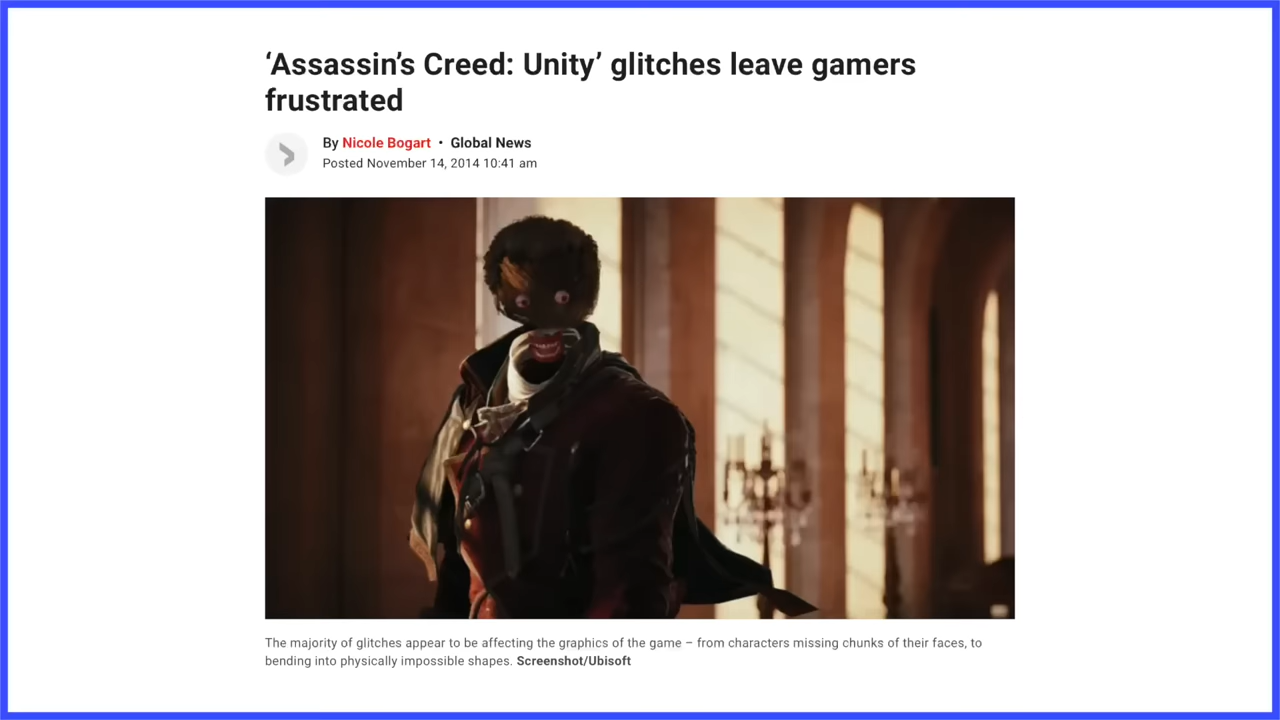 ‘Assassin’s Creed: Unity’ glitches leave gamers
frustrated
By Nicole Bogart • Global News
Posted November 14, 2014 10:41 am
The majority of glitches appear to be affecting the graphics of the game – from characters missing chunks of their faces, to
bending into physically impossible shapes. Screenshot/Ubisoft